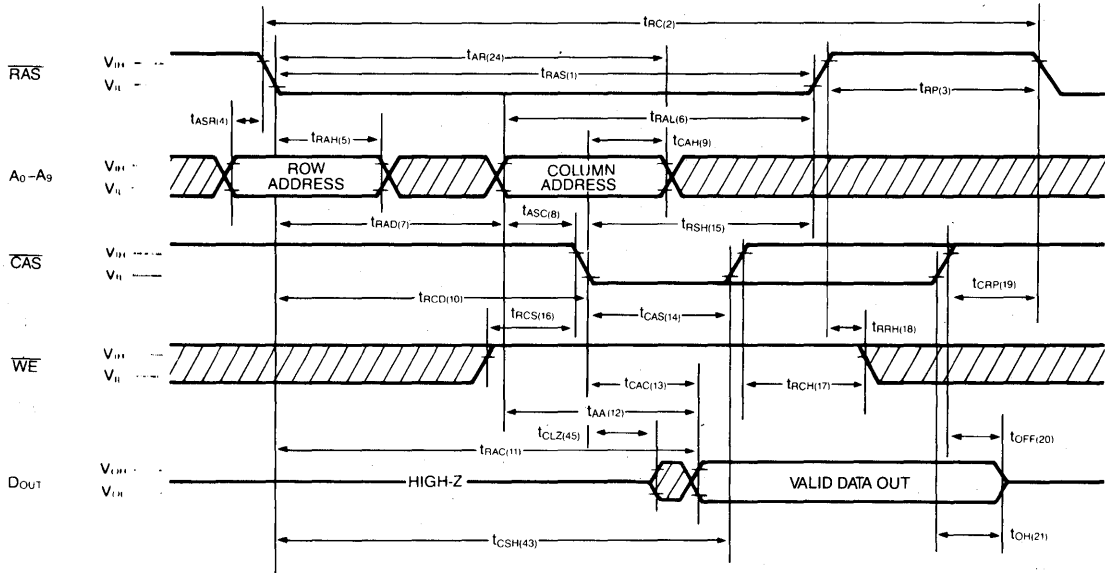 tRC(2)
tAR(24)
RAS
VIH
VIL
tRAS(1)
tRP(3)
tASR(4)
tRAL(6)
tRAH(5)
tCAH(9)
A0–A9
VIH
VIL
ROW
ADDRESS
COLUMN
ADDRESS
tASC(8)
tRAD(7)
tRSH(15)
CAS
VIH
VIL
tRCD(10)
tCRP(19)
tRCS(16)
tCAS(14)
tRRH(18)
WE
VIH
VIL
tCAC(13)
tRCH(17)
tAA(12)
tCLZ(45)
tOFF(20)
tRAC(11)
DOUT
VOH
VOL
HIGH-Z
VALID DATA OUT
tCSH(43)
tOH(21)